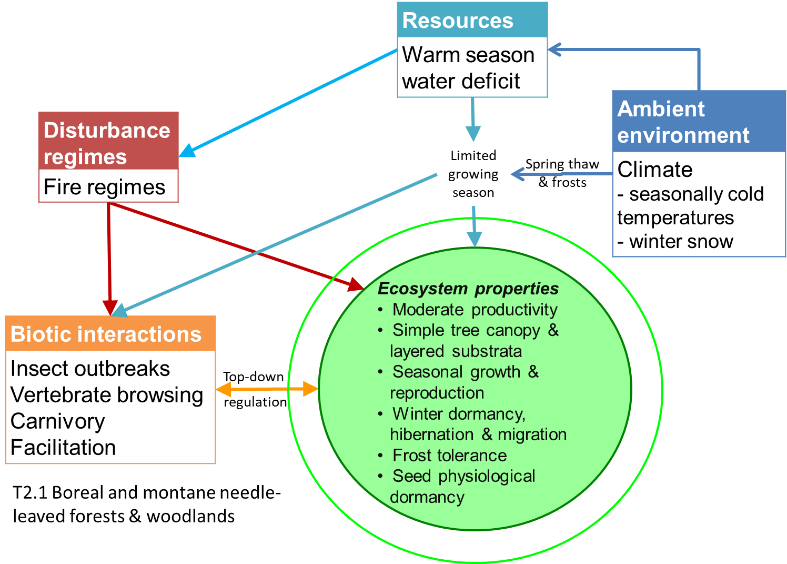 Resources
Warm season
water deficit
Ambient
environment
Climate
- seasonally cold
temperatures
- winter snow
Disturbance
regimes
Fire regimes
Limited
growing
season
Spring thaw
& frosts
Biotic interactions
Insect outbreaks
Vertebrate browsing
Carnivory
Facilitation
Top-down
regulation
Ecosystem properties
• Moderate productivity
• Simple tree canopy &
layered substrata
• Seasonal growth &
reproduction
• Winter dormancy,
hibernation & migration
• Frost tolerance
• Seed physiological
dormancy
T2.1 Boreal and montane needle-
leaved forests & woodlands